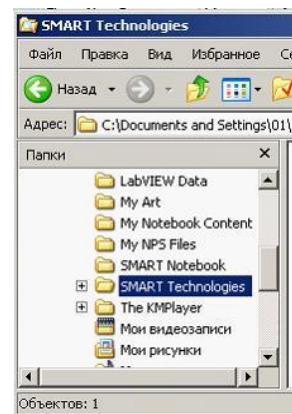 SMART Technologies
Файл Правка Вид Избранное
Назад
Адрес: C:\Documents and Settings\01\
Папки
LabVIEW Data
My Art
My Notebook Content
My NPS Files
SMART Notebook
SMART Technologies
The KMPlayer
Мои видеозаписи
Мои рисунки
Объектов: 1